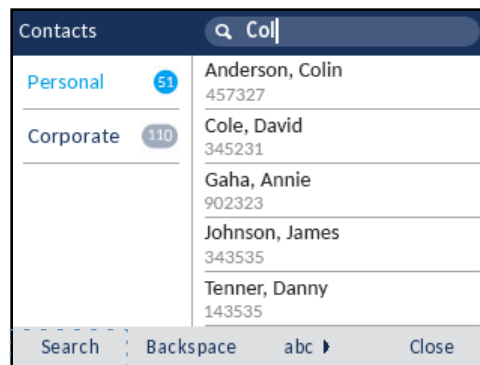 Contacts
Col
Personal 51
Corporate 110
Anderson, Colin
457327
Cole, David
345231
Gaha, Annie
902323
Johnson, James
343535
Tenner, Danny
143535
Search Backspace abc Close